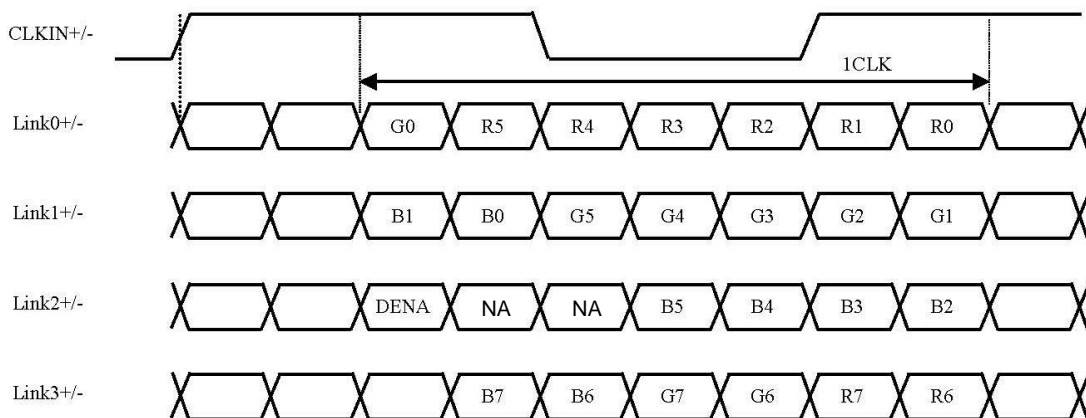 CLKIN+/-
1CLK
Link0+/- G0 R5 R4 R3 R2 R1 R0
Link1+/- B1 B0 G5 G4 G3 G2 G1
Link2+/- DENA NA NA B5 B4 B3 B2
Link3+/- B7 B6 G7 G6 R7 R6